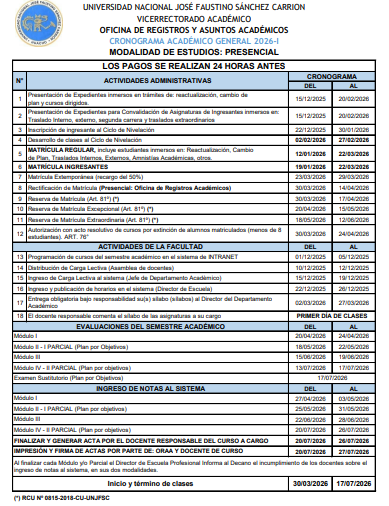 UNIVERSIDAD NACIONAL JOSÉ FAUSTINO SÁNCHEZ CARRION
VICERRECTORADO ACADÉMICO
OFICINA DE REGISTROS Y ASUNTOS ACADÉMICOS
CRONOGRAMA ACADÉMICO GENERAL 2026-I
MODALIDAD DE ESTUDIOS: PRESENCIAL
LOS PAGOS SE REALIZAN 24 HORAS ANTES
N° ACTIVIDADES ADMINISTRATIVAS CRONOGRAMA
DEL AL
1 Presentación de Expedientes inmersos en trámites de: reactualización, cambio de
plan y cursos dirigidos. 15/12/2025 20/02/2026
2 Presentación de Expedientes para Convalidación de Asignaturas de Ingresantes inmersos en:
Traslado Interno, externo, segunda carrera y traslados extraordinarios 15/12/2025 20/02/2026
3 Inscripción de ingresante al Ciclo de Nivelación 22/12/2025 30/01/2026
4 Desarrollo de clases al Ciclo de Nivelación 02/02/2026 27/02/2026
5 MATRÍCULA REGULAR, incluye estudiantes inmersos en: Reactualización, Cambio
de Plan, Traslados Internos, Externos, Amnistías Académicas, otros. 12/01/2026 22/03/2026
6 MATRÍCULA INGRESANTES 19/01/2026 22/03/2026
7 Matrícula Extemporánea (recargo del 50%) 23/03/2026 29/03/2026
8 Rectificación de Matrícula (Presencial: Oficina de Registros Académicos) 30/03/2026 14/04/2026
9 Reserva de Matrícula (Art. 81°) (*) 30/03/2026 17/04/2026
10 Reserva de Matrícula Excepcional (Art. 81°) (*) 20/04/2026 15/05/2026
11 Reserva de Matrícula Extraordinaria (Art. 81°) (*) 18/05/2026 12/06/2026
12 Autorización con acto resolutivo de cursos por extinción de alumnos matriculados (menos de 8
estudiantes). ART. 76° 30/03/2026 24/04/2026
ACTIVIDADES DE LA FACULTAD DEL AL
13 Programación de cursos del semestre académico en el sistema de INTRANET 01/12/2025 05/12/2025
14 Distribución de Carga Lectiva (Asamblea de docentes) 10/12/2025 12/12/2025
15 Ingreso de Carga Lectiva al sistema (Jefe de Departamento Académico) 15/12/2025 19/12/2025
16 Ingreso y publicación de horarios en el sistema (Director de Escuela) 22/12/2025 26/12/2025
17 Entrega obligatoria bajo responsabilidad su(s) sílabo (sílabos) al Director de Departamento
Académico 02/03/2026 27/03/2026
18 El docente responsable comenta el sílabo de las asignaturas a su cargo PRIMER DÍA DE CLASES
EVALUACIONES DEL SEMESTRE ACADÉMICO DEL AL
Módulo I 20/04/2026 24/04/2026
Módulo II - I PARCIAL (Plan por Objetivos) 18/05/2026 22/05/2026
Módulo III 15/06/2026 19/06/2026
Módulo IV - II PARCIAL (Plan por objetivos) 13/07/2026 17/07/2026
Examen Sustitutorio (Plan por Objetivos) 17/07/2026
INGRESO DE NOTAS AL SISTEMA DEL AL
Módulo I 27/04/2026 03/05/2026
Módulo II - I PARCIAL (Plan por Objetivos) 25/05/2026 31/05/2026
Módulo III 22/06/2026 28/06/2026
Módulo IV - II PARCIAL (Plan por objetivos) 20/07/2026 26/07/2026
FINALIZAR Y GENERAR ACTA POR EL DOCENTE RESPONSABLE DEL CURSO A CARGO 20/07/2026 26/07/2026
IMPRESIÓN Y FIRMA DE ACTAS POR PARTE DE: ORAA Y DOCENTE DE CURSO 20/07/2026 27/07/2026
Al finalizar cada Módulo y/o Parcial el Director de Escuela Profesional Informa al Decano el incumplimiento de los docentes sobre el
ingreso de notas al sistema, en sus dos modalidades.
Inicio y término de clases 30/03/2026 17/07/2026
(*) RCU Nº 0815-2018-CU-UNJFSC